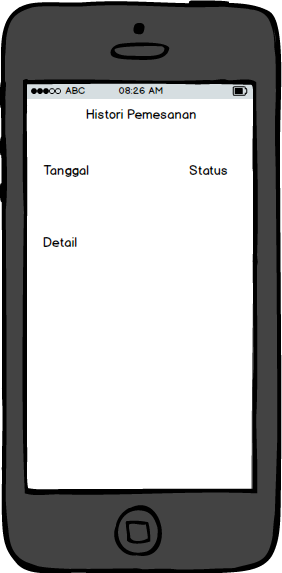 ABC 08:26 AM
Histori Pemesanan
Tanggal Status
Detail